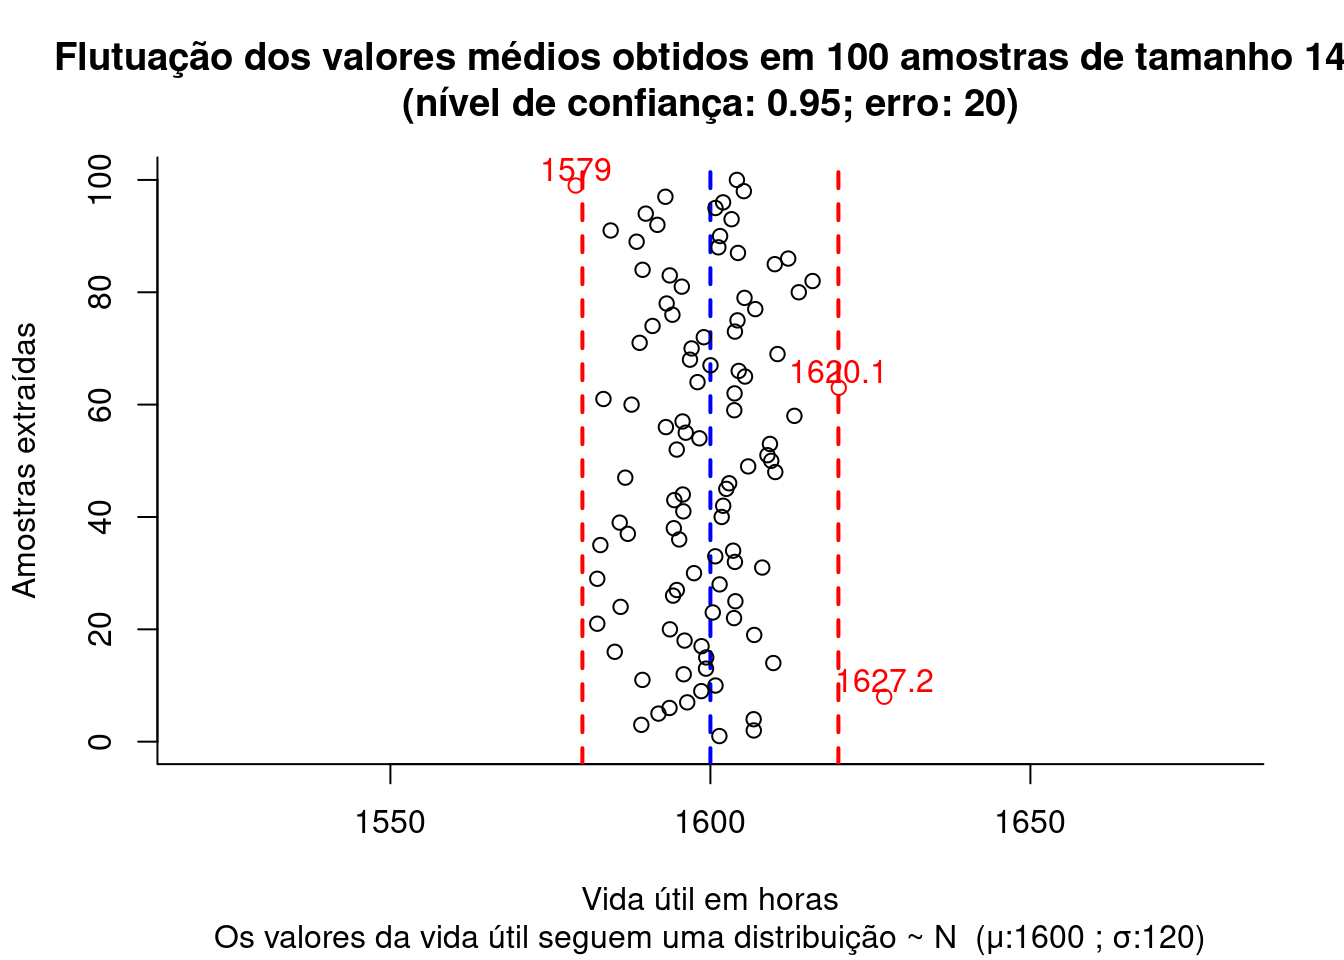 Flutuação dos valores médios obtidos em 100 amostras de tamanho 14
(nível de confiança: 0.95; erro: 20)
1579
1620.1
1627.2
Amostras extraídas
100
80
60
40
20
0
1550 1600 1650
Vida útil em horas
Os valores da vida útil seguem uma distribuição ~ N (μ:1600 ; σ:120)